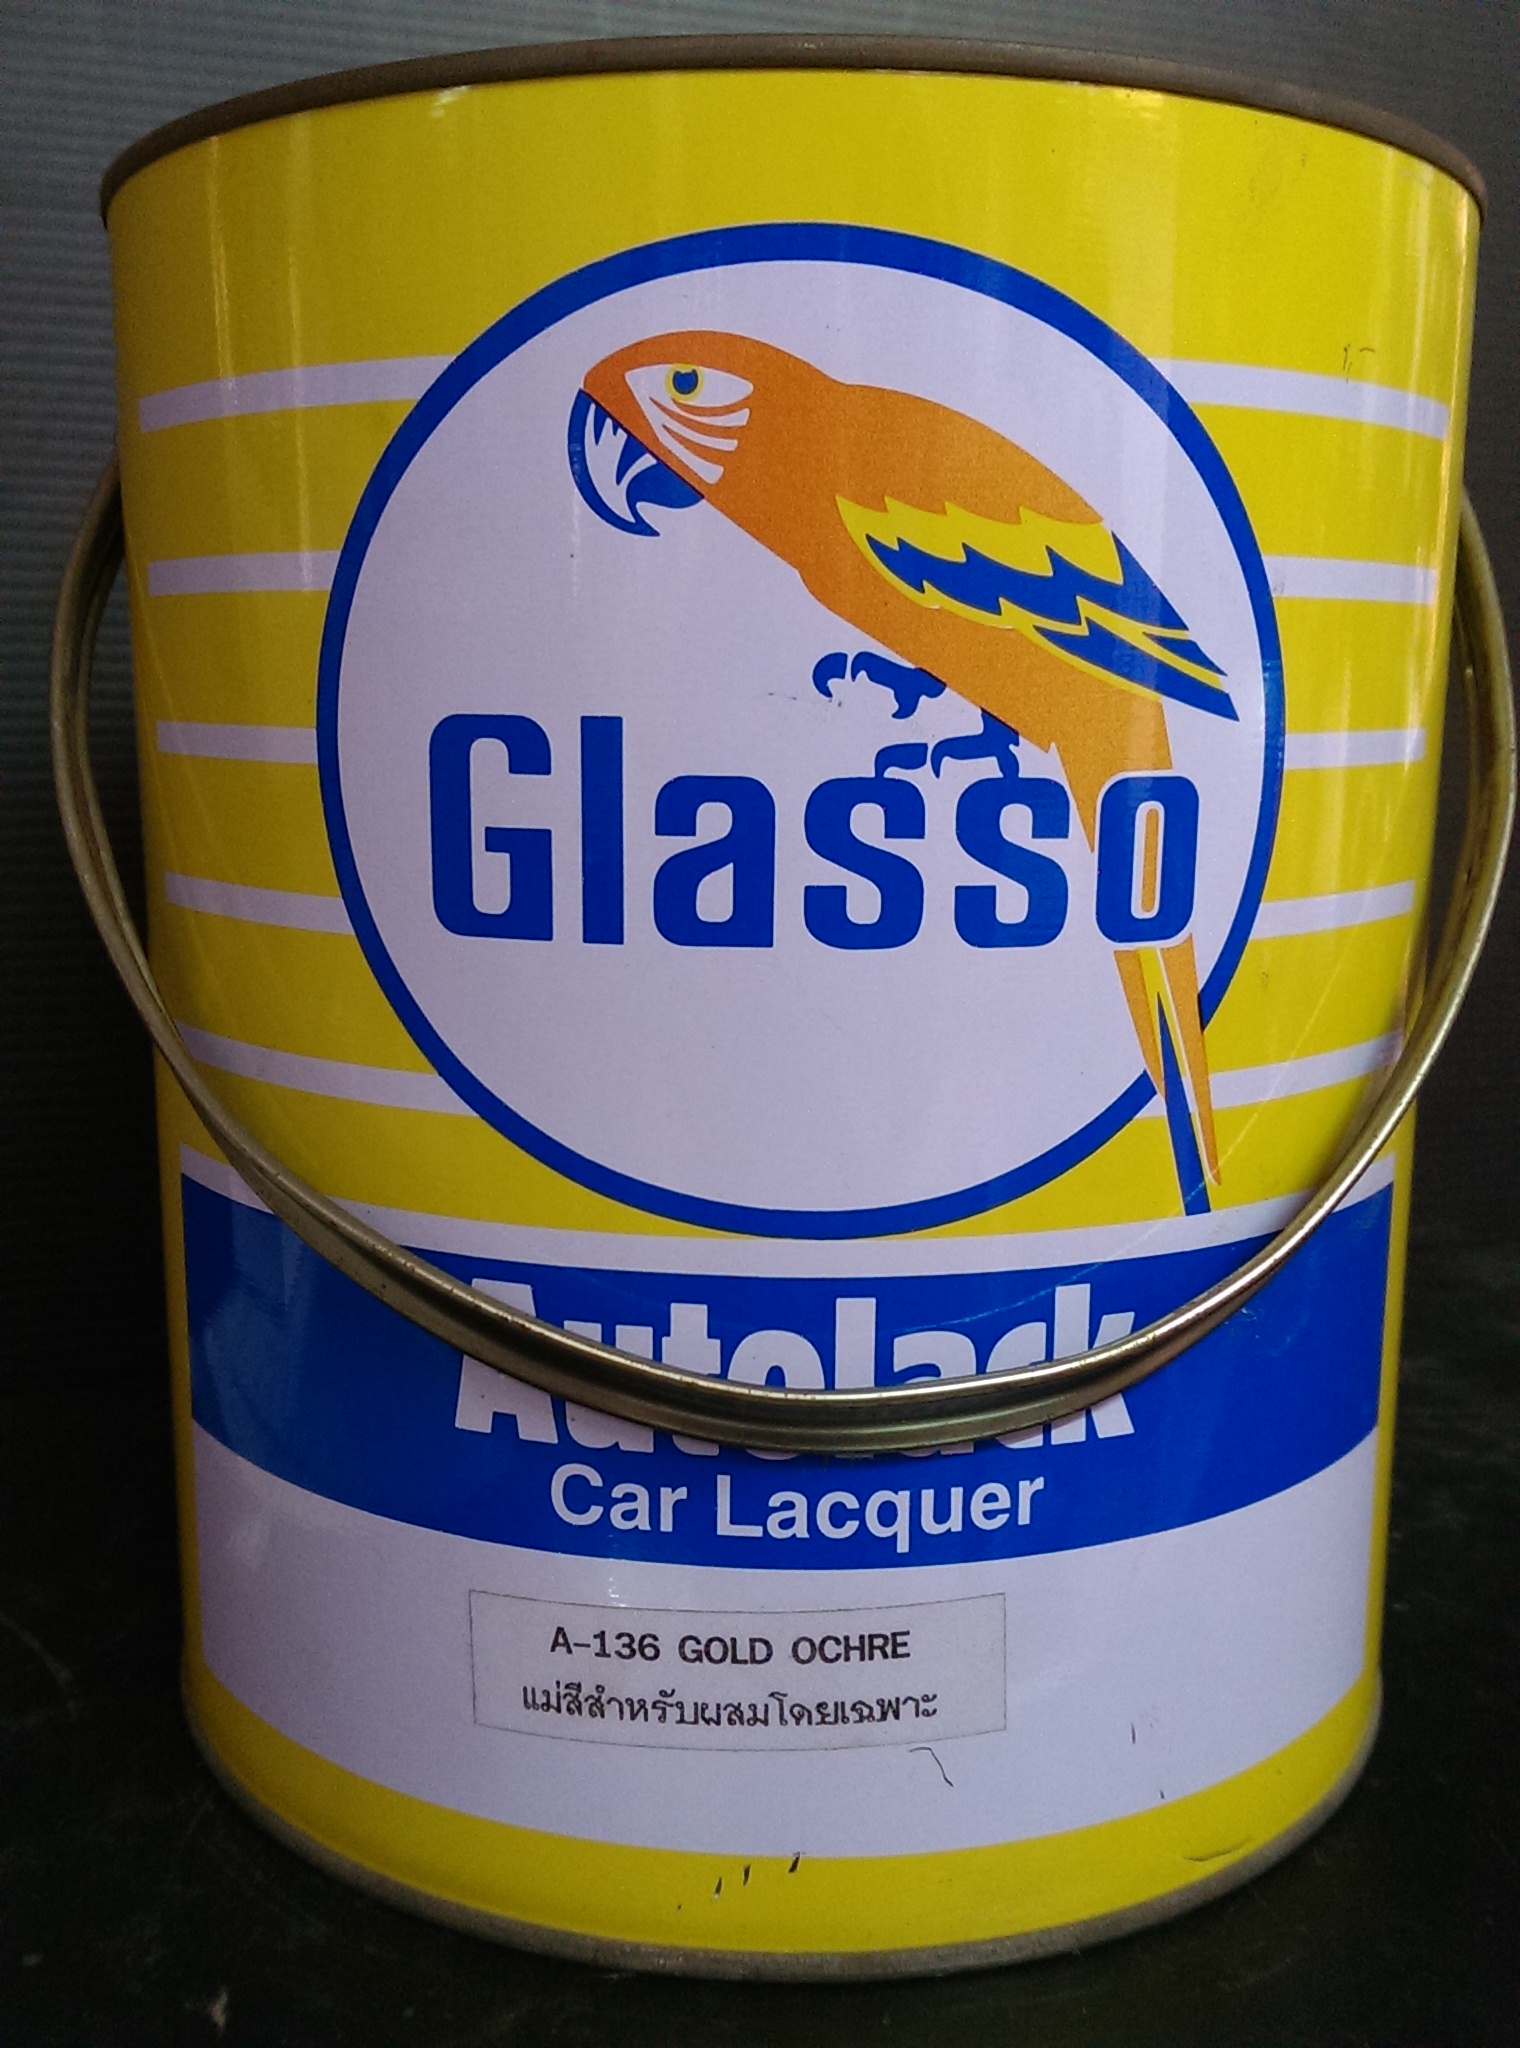 Glasso
Autolack
Car Lacquer
A-136 GOLD OCHRE
แม่สีสำหรับผสมโดยเฉพาะ